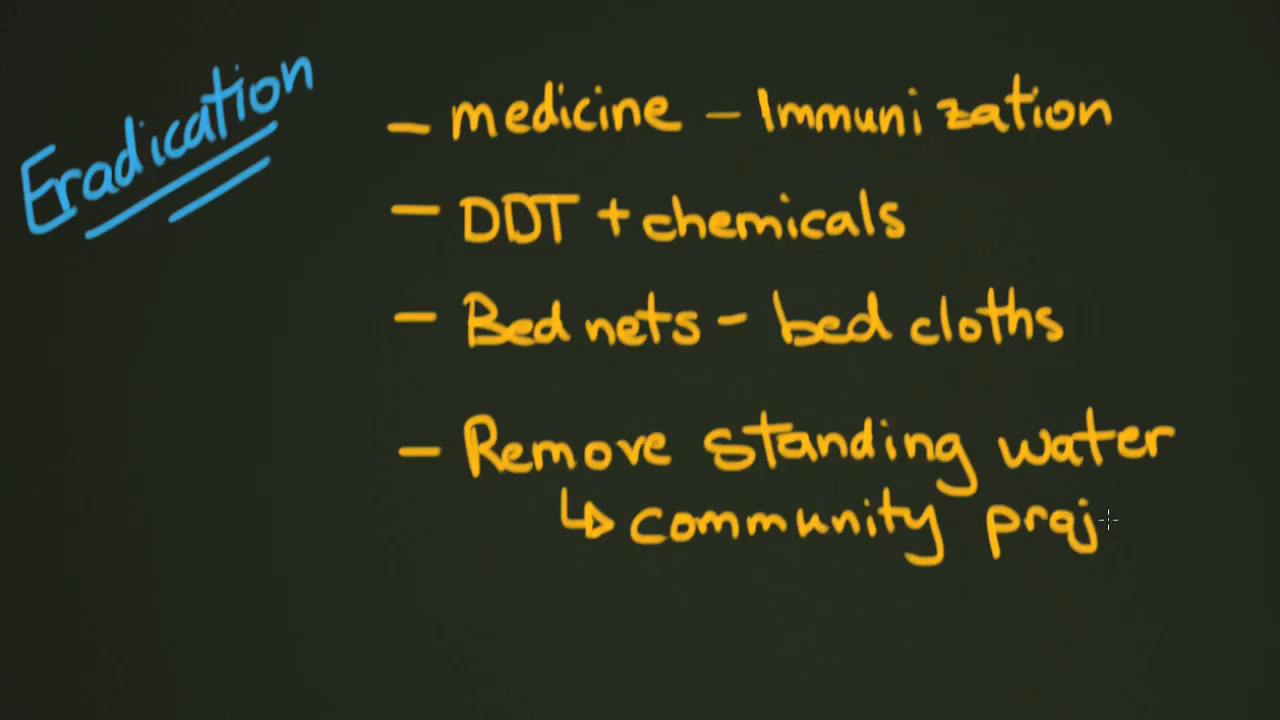 Eradication
- medicine - Immunization
- DDT + chemicals
- Bed nets - bed cloths
- Remove standing water
↳ community proj